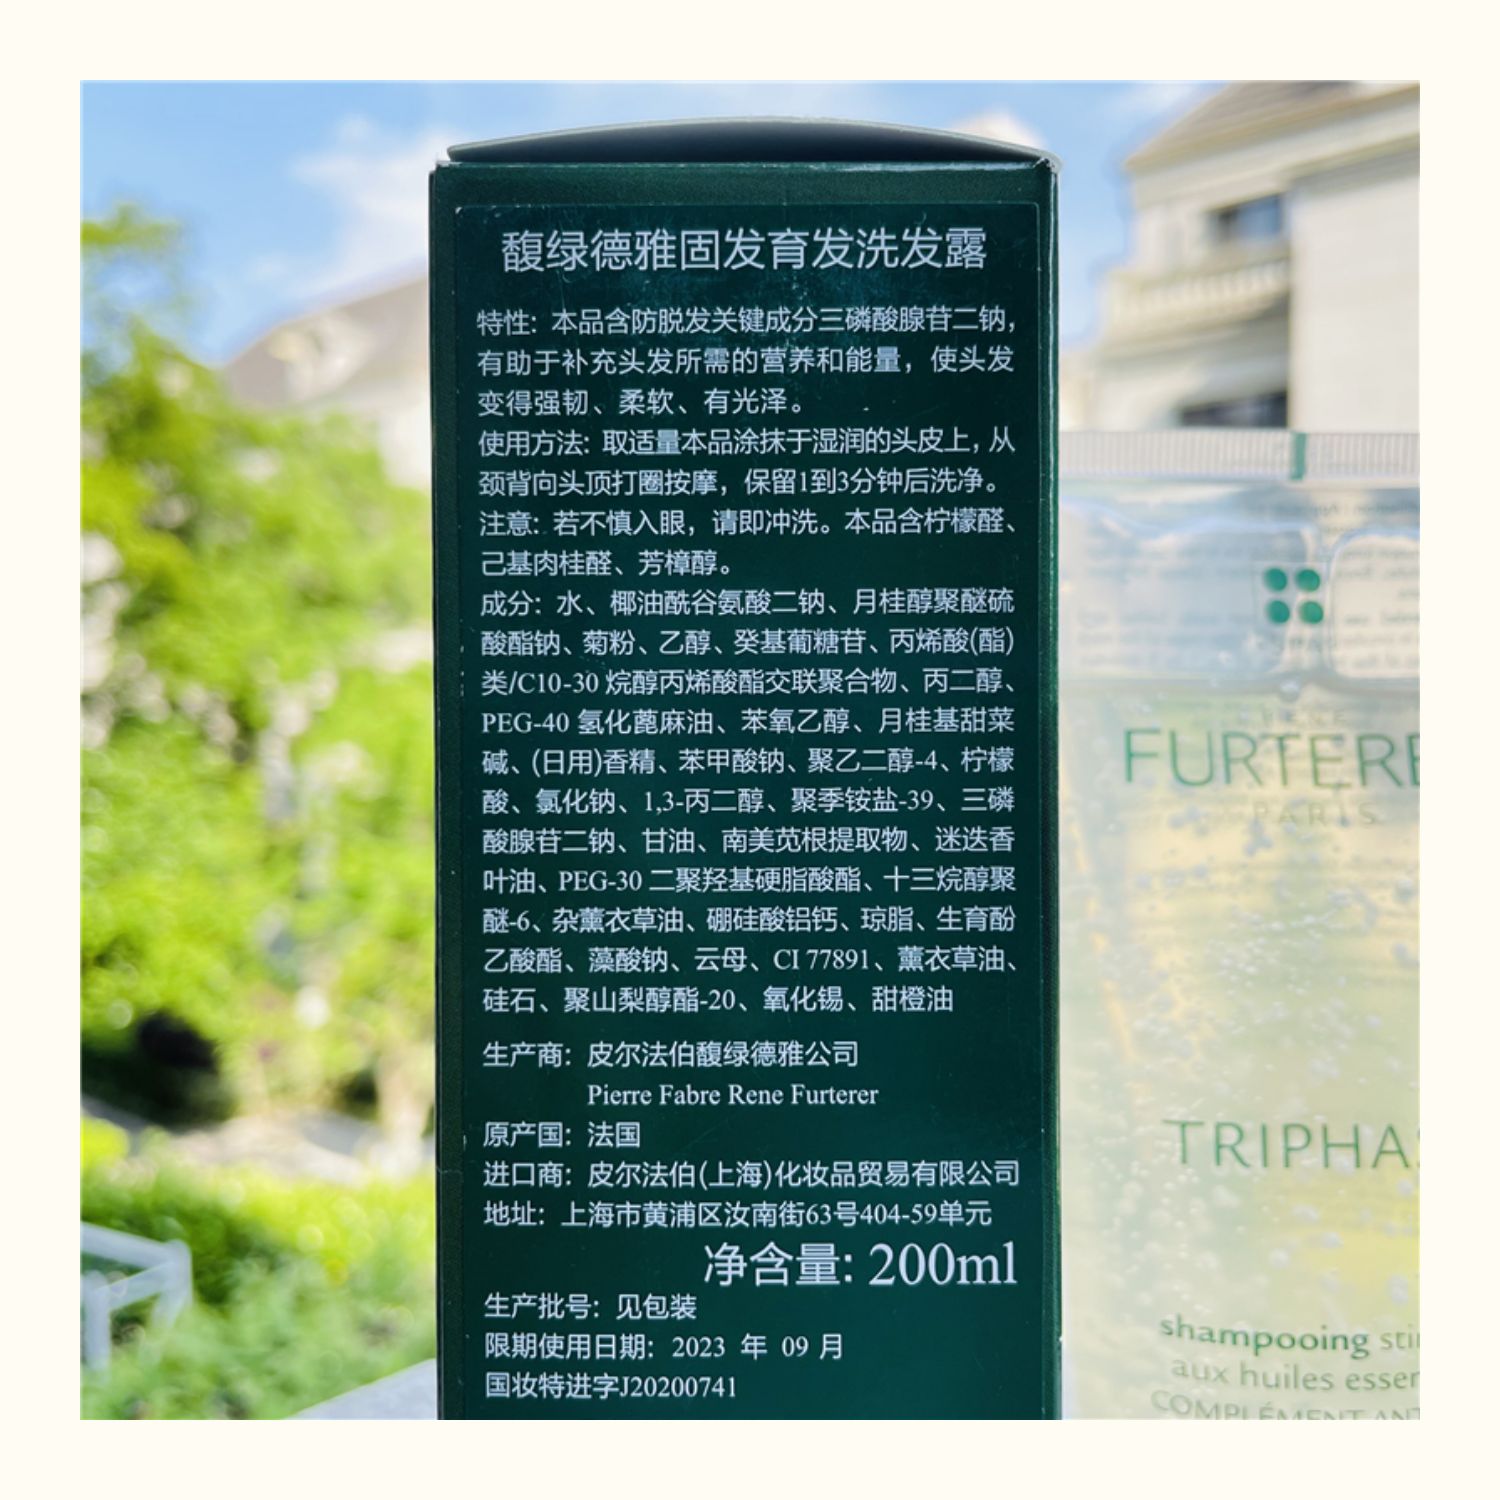 馥绿德雅固发育发洗发露
特性: 本品含防脱发关键成分三磷酸腺苷二钠,
有助于补充头发所需的营养和能量，使头发
变得强韧、柔软、有光泽。
使用方法: 取适量本品涂抹于湿润的头皮上, 从
颈背向头顶打圈按摩，保留1到3分钟后洗净。
注意: 若不慎入眼，请即冲洗。本品含柠檬醛、
己基肉桂醛、芳樟醇。
成分: 水、椰油酰谷氨酸二钠、月桂醇聚醚硫
酸酯钠、菊粉、乙醇、癸基葡糖苷、丙烯酸(酯)
类/C10-30 烷醇丙烯酸酯交联聚合物、丙二醇、
PEG-40 氢化蓖麻油、苯氧乙醇、月桂基甜菜
碱、(日用)香精、苯甲酸钠、聚乙二醇-4、柠檬
酸、氯化钠、1,3-丙二醇、聚季铵盐-39、三磷
酸腺苷二钠、甘油、南美苋根提取物、迷迭香
叶油、PEG-30 二聚羟基硬脂酸酯、十三烷醇聚
醚-6、杂薰衣草油、硼硅酸铝钙、琼脂、生育酚
乙酸酯、藻酸钠、云母、CI 77891、薰衣草油、
硅石、聚山梨醇酯-20、氧化锡、甜橙油
生产商: 皮尔法伯馥绿德雅公司
Pierre Fabre Rene Furterer
原产国: 法国
进口商: 皮尔法伯(上海)化妆品贸易有限公司
地址: 上海市黄浦区汝南街63号404-59单元
净含量: 200ml
生产批号: 见包装
限期使用日期: 2023 年 09 月
国妆特进字J20200741
RENE
FURTERE
PARIS
TRIPHAS
shampooing sti
aux huiles essen
COMPLÉMENT ANT